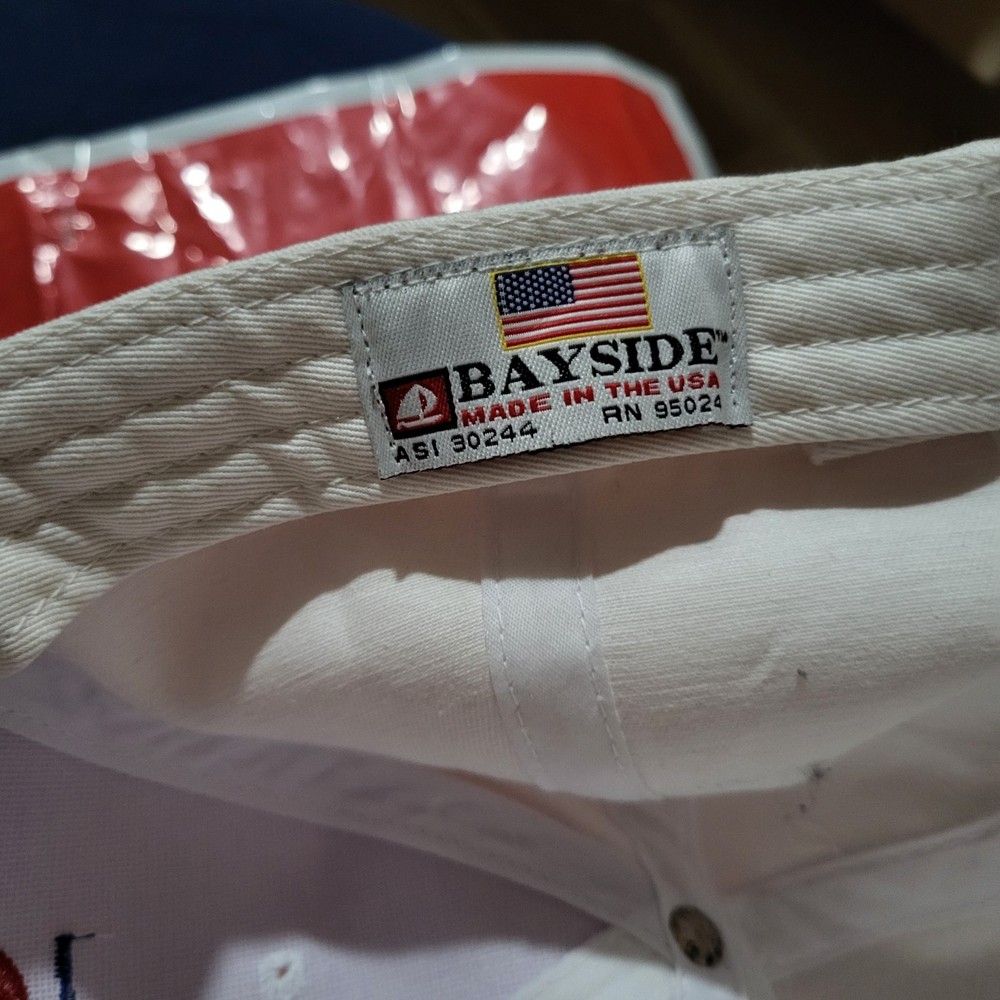 BAYSIDE™
MADE IN THE USA
ASI 30244 RN 95024